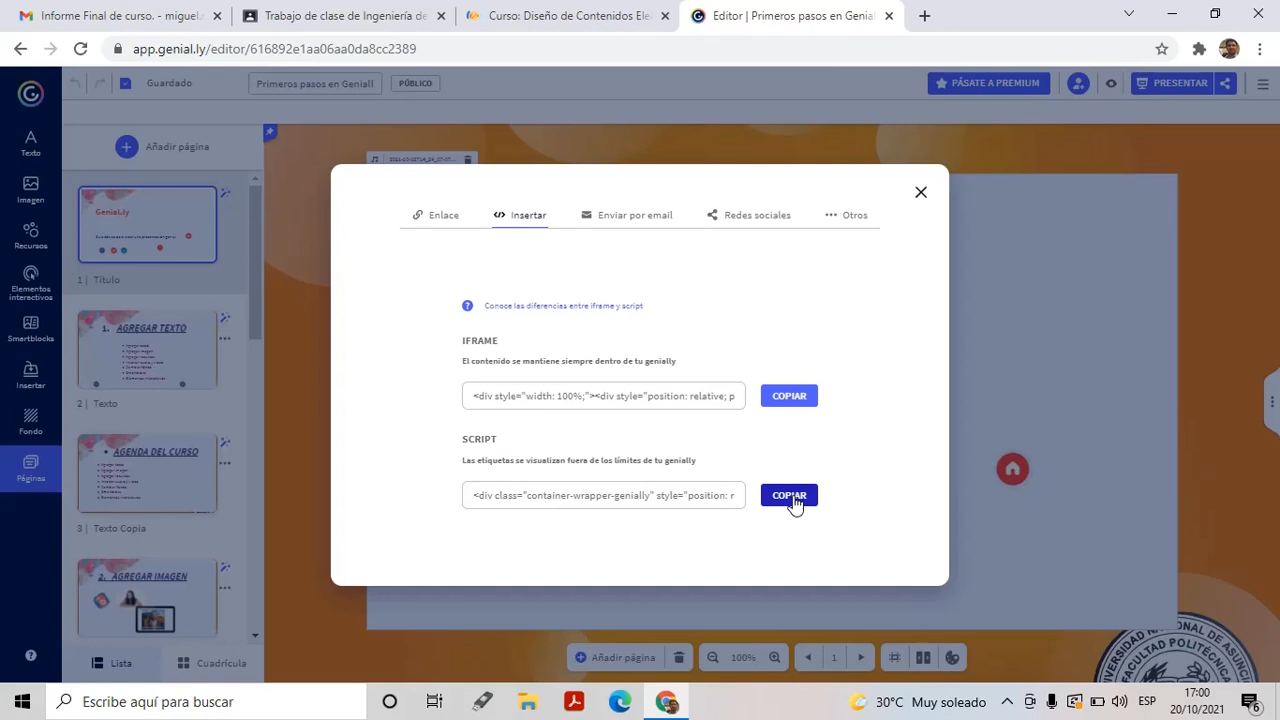 Informe Final de curso. - migue
Trabajo de Ingeniería de
Curso: Diseño de Contenidos Ele
Editor | Primeros pasos en Genial
app.genial.ly/editor/616892e1aa06aa0da8cc2389
Guardado
Primeros pasos en Geniall
PÚBLICO
PÁSATE A PREMIUM
PRESENTAR
Texto
Imagen
Recursos
Elementos
interactivos
Smartblocks
Insertar
Fondo
Páginas
Añadir página
Genial.ly
1 | Título
1. AGREGAR TEXTO
2 | Texto
AGENDA DEL CURSO
3 | Texto Copia
2. AGREGAR IMAGEN
Lista
Cuadrícula
Enlace
Insertar
Enviar por email
Redes sociales
Otros
Conoce las diferencias entre iframe y script
IFRAME
El contenido se mantiene siempre dentro de tu genially
<div style="width: 100%;"><div style="position: relative; p
COPIAR
SCRIPT
Las etiquetas se visualizan fuera de los límites de tu genially
<div class="container-wrapper-genially" style="position: r
COPIAR
Añadir página
100%
1
Escribe aquí para buscar
30°C Muy soleado
ESP
17:00
20/10/2021
6